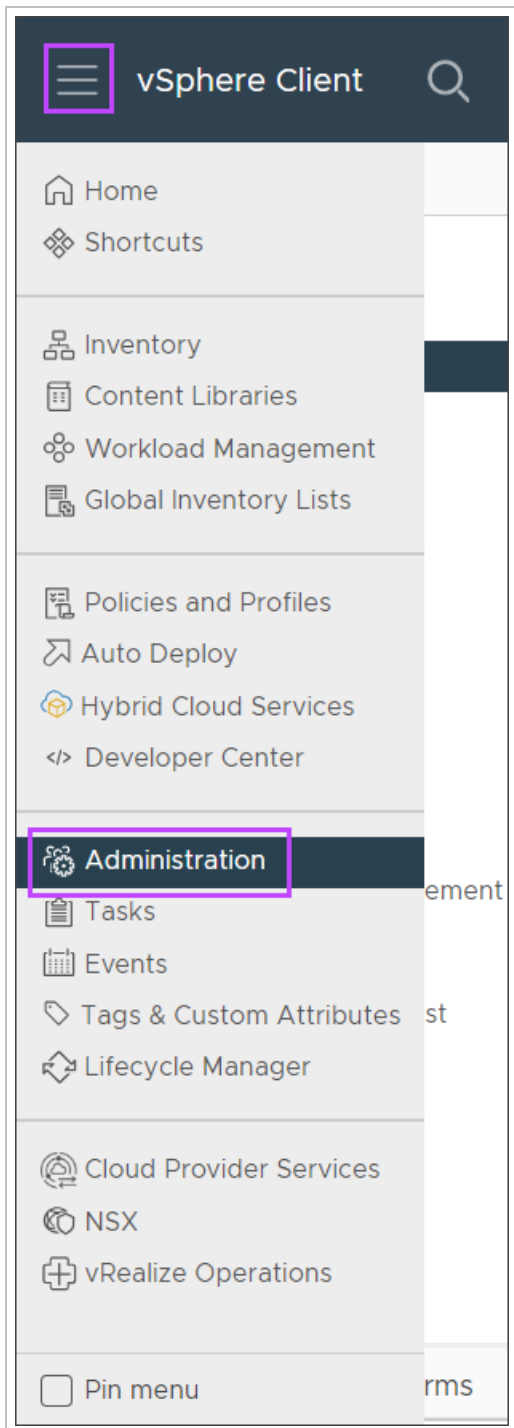 vSphere Client
Home
Shortcuts
Inventory
Content Libraries
Workload Management
Global Inventory Lists
Policies and Profiles
Auto Deploy
Hybrid Cloud Services
</> Developer Center
Administration
ement
Tasks
Events
Tags & Custom Attributes st
Lifecycle Manager
Cloud Provider Services
NSX
vRealize Operations
Pin menu rms